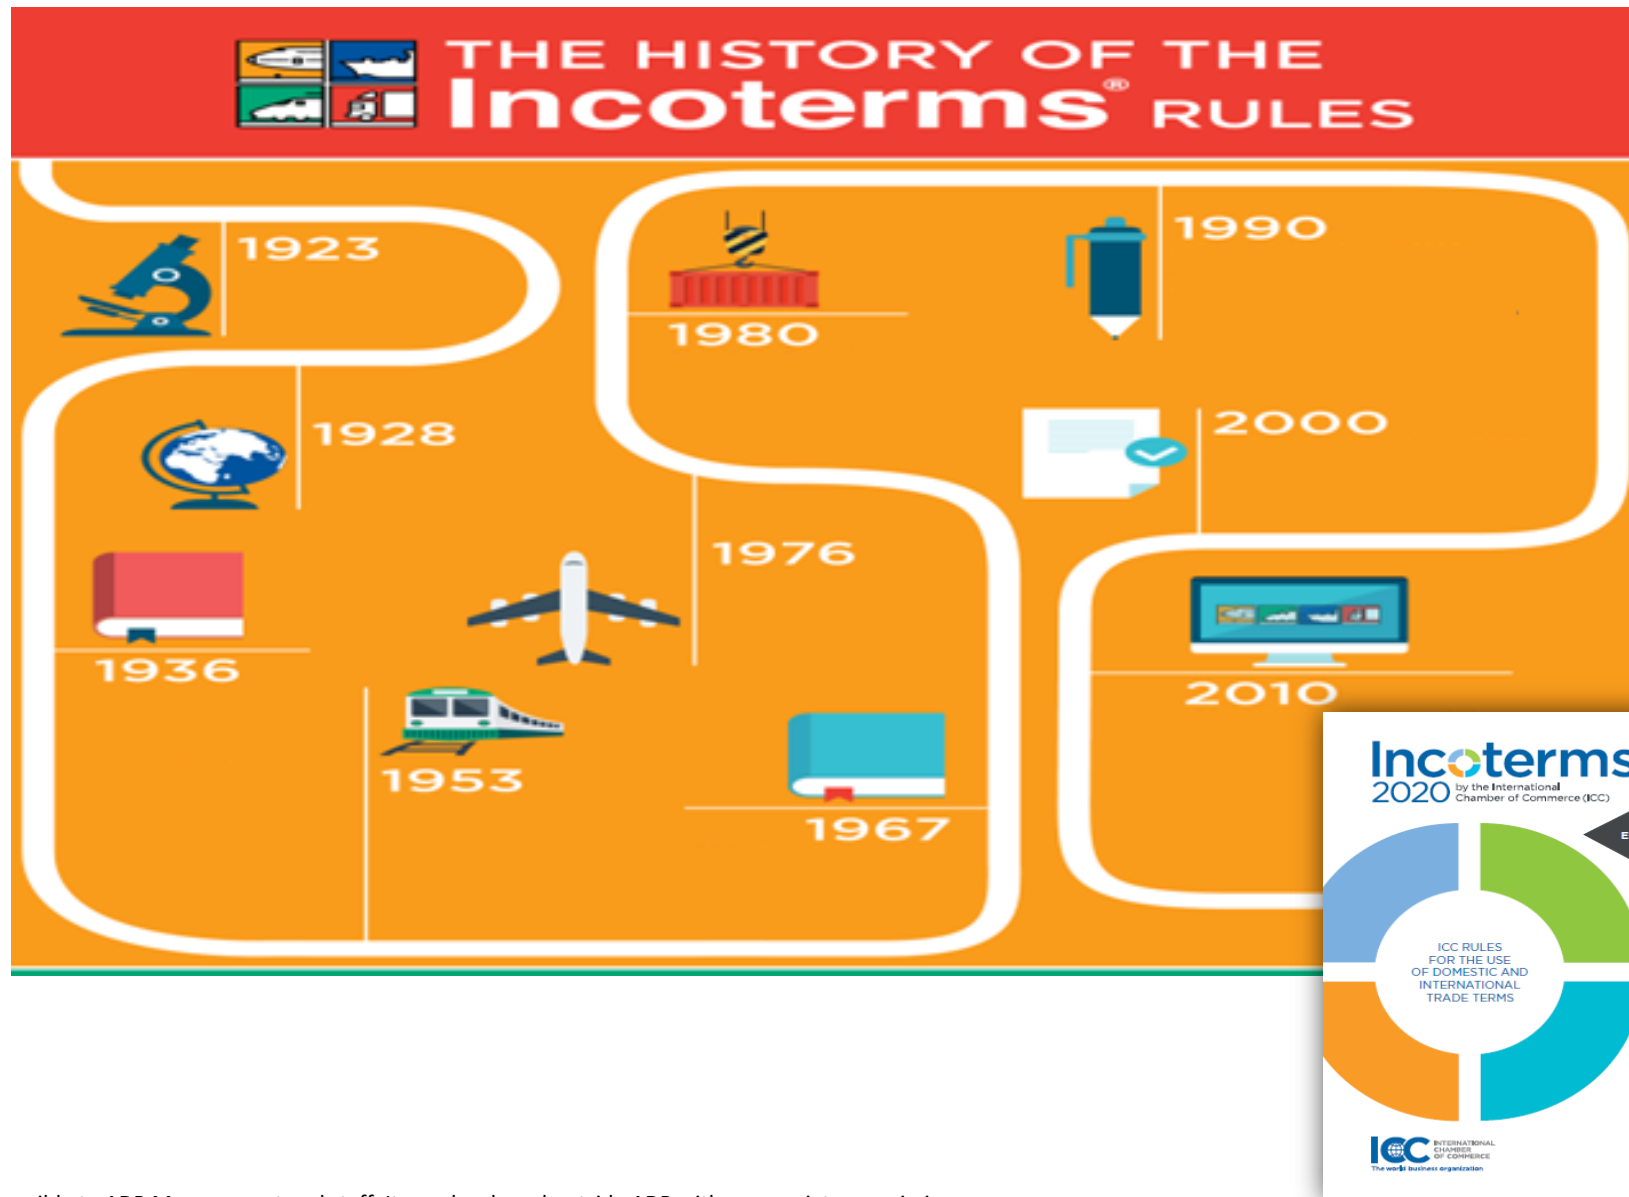 THE HISTORY OF THE
Incoterms® RULES
1923
1928
1936
1953
1967
1976
1980
1990
2000
2010
Incoterms
2020 by the International
Chamber of Commerce (ICC)
E
ICC RULES
FOR THE USE
OF DOMESTIC AND
INTERNATIONAL
TRADE TERMS
ICC INTERNATIONAL
CHAMBER
OF COMMERCE
The world business organization